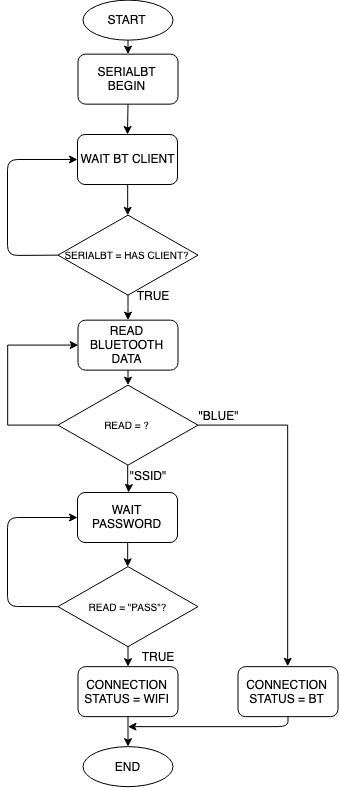 START
SERIALBT
BEGIN
WAIT BT CLIENT
SERIALBT = HAS CLIENT?
TRUE
READ
BLUETOOTH
DATA
READ = ?
"BLUE"
"SSID"
WAIT
PASSWORD
READ = "PASS"?
TRUE
CONNECTION
STATUS = WIFI
CONNECTION
STATUS = BT
END